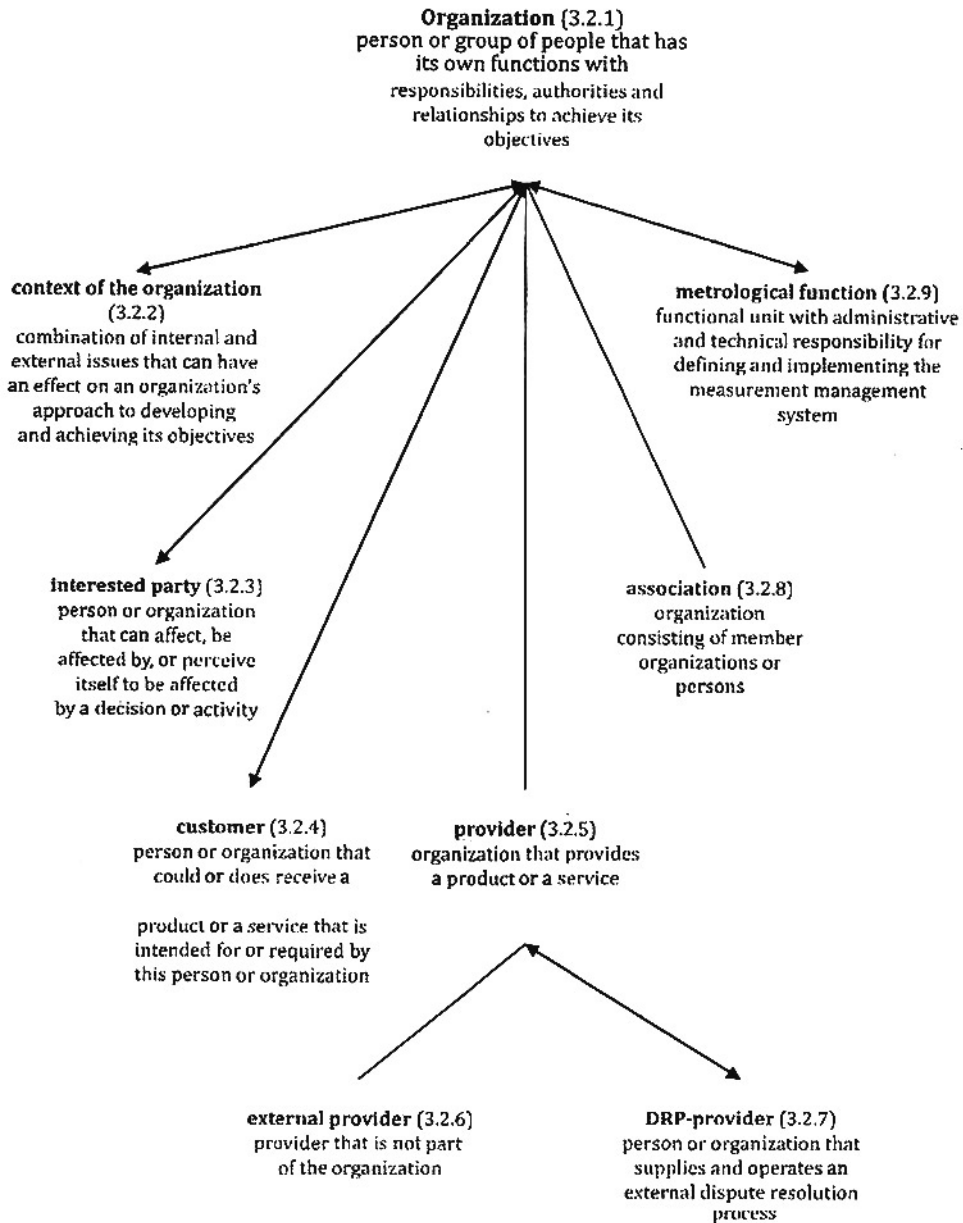 Organization (3.2.1)
person or group of people that has
its own functions with
responsibilities, authorities and
relationships to achieve its
objectives
context of the organization
(3.2.2)
combination of internal and
external issues that can have
an effect on an organization's
approach to developing
and achieving its objectives
metrological function (3.2.9)
functional unit with administrative
and technical responsibility for
defining and implementing the
measurement management
system
interested party (3.2.3)
person or organization
that can affect, be
affected by, or perceive
itself to be affected
by a decision or activity
association (3.2.8)
organization
consisting of member
organizations or
persons
customer (3.2.4)
person or organization that
could or does receive a
product or a service that is
intended for or required by
this person or organization
provider (3.2.5)
organization that provides
a product or a service
external provider (3.2.6)
provider that is not part
of the organization
DRP-provider (3.2.7)
person or organization that
supplies and operates an
external dispute resolution
process